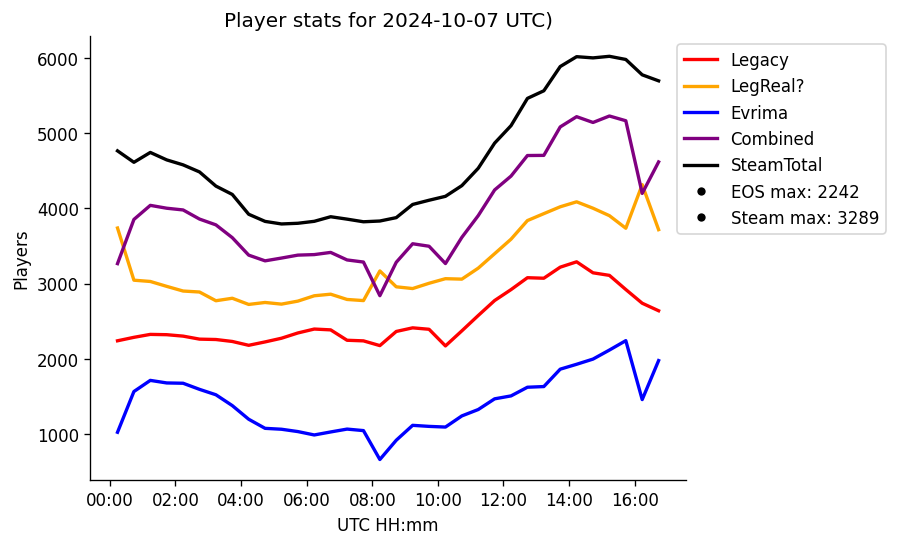 Player stats for 2024-10-07 UTC)
Legacy
LegReal?
Evrima
Combined
SteamTotal
EOS max: 2242
Steam max: 3289
Players
6000
5000
4000
3000
2000
1000
00:00 02:00 04:00 06:00 08:00 10:00 12:00 14:00 16:00
UTC HH:mm